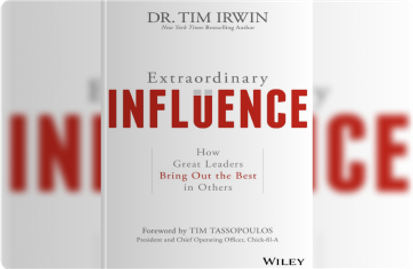 DR. TIM IRWIN
New York Times Bestselling Author
Extraordinary
INFLUENCE
How
Great Leaders
Bring Out the Best
in Others
Foreword by TIM TASSOPOULOS
President and Chief Operating Officer, Chick-fil-A
WILEY